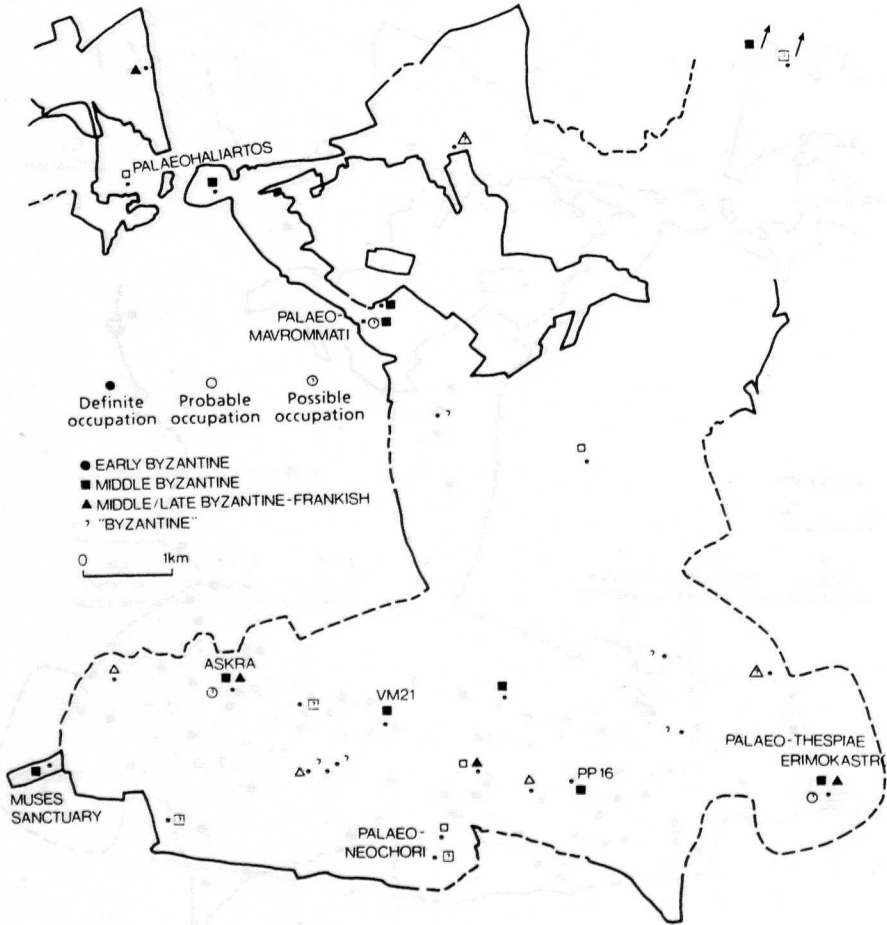 PALAEOHALIARTOS
PALAEO-
MAVROMMATI
Definite
occupation
Probable
occupation
Possible
occupation
EARLY BYZANTINE
MIDDLE BYZANTINE
MIDDLE/LATE BYZANTINE-FRANKISH
? "BYZANTINE"
0 1km
ASKRA
VM21
PALAEO-THESPIAE
ERIMOKASTRO
PP16
MUSES
SANCTUARY
PALAEO-
NEOCHORI